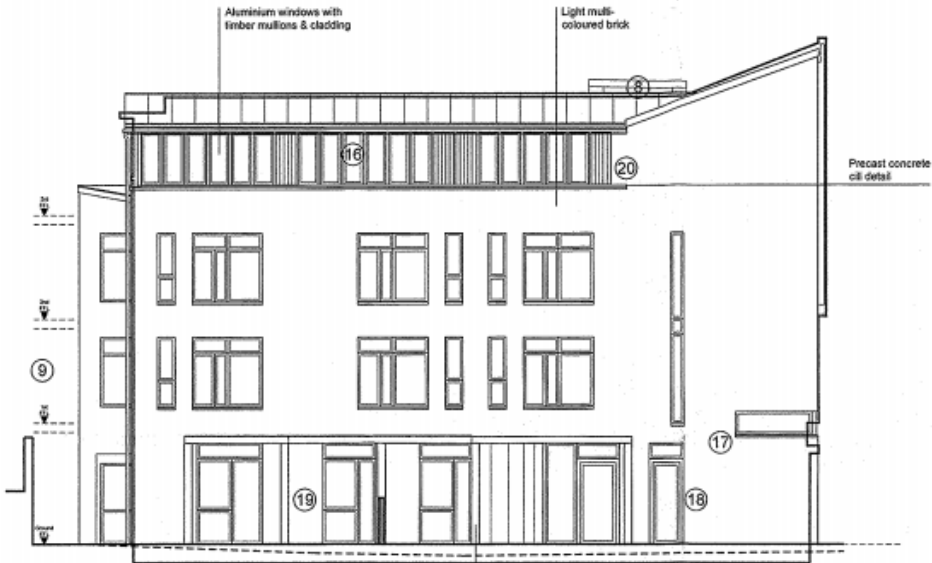 Aluminium windows with
timber mullions & cladding
Light multi-
coloured brick
8
16
20
Precast concrete
cill detail
9
17
19
18
Ground